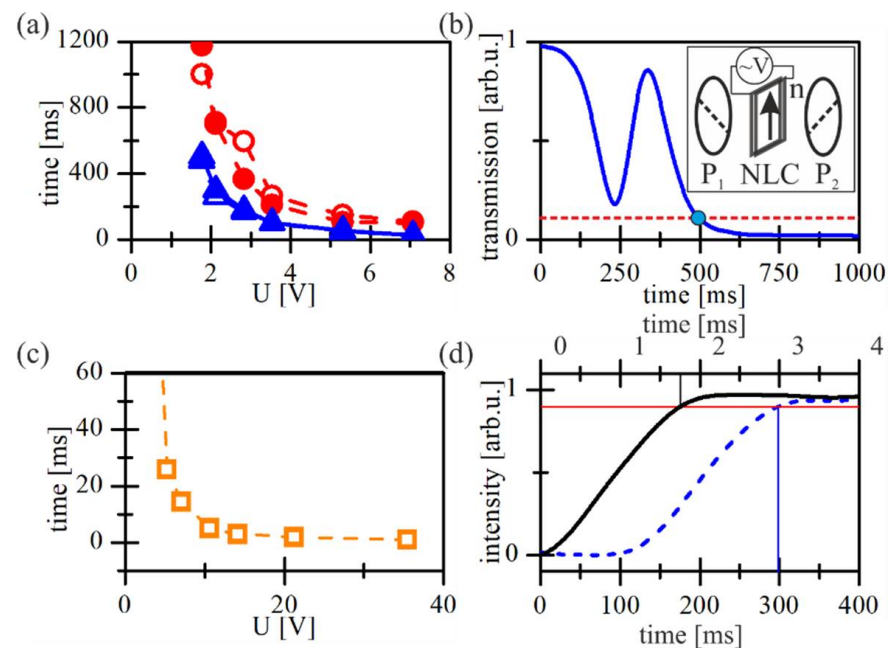 (a)
1200
800
400
0
time [ms]
0 2 4 6 8
U [V]
(b)
1
0
transmission [arb.u.]
~V
n
P1 NLC P2
0 250 500 750 1000
time [ms]
(c)
60
40
20
0
time [ms]
0 20 40
U [V]
(d)
time [ms]
0 1 2 3 4
1
0
intensity [arb.u.]
0 100 200 300 400
time [ms]